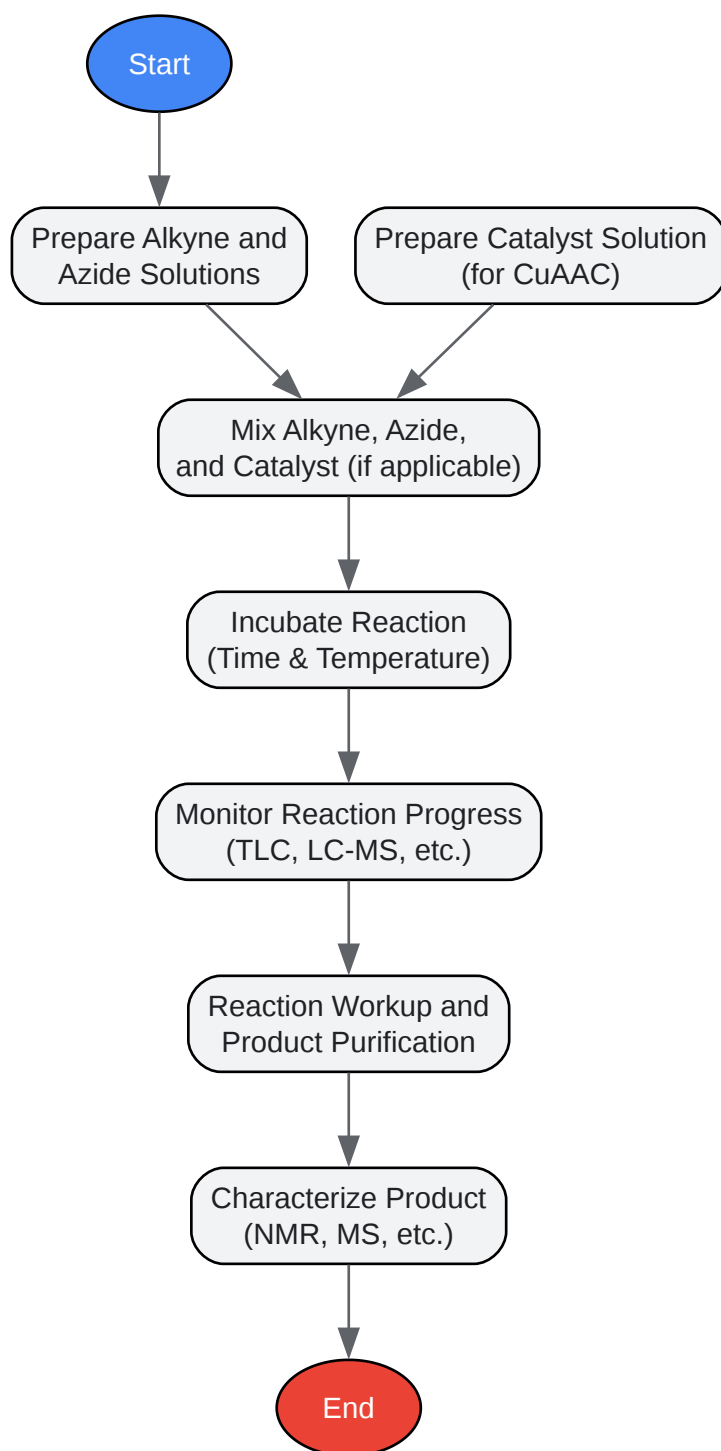 Start
Prepare Alkyne and
Azide Solutions
Prepare Catalyst Solution
(for CuAAC)
Mix Alkyne, Azide,
and Catalyst (if applicable)
Incubate Reaction
(Time & Temperature)
Monitor Reaction Progress
(TLC, LC-MS, etc.)
Reaction Workup and
Product Purification
Characterize Product
(NMR, MS, etc.)
End